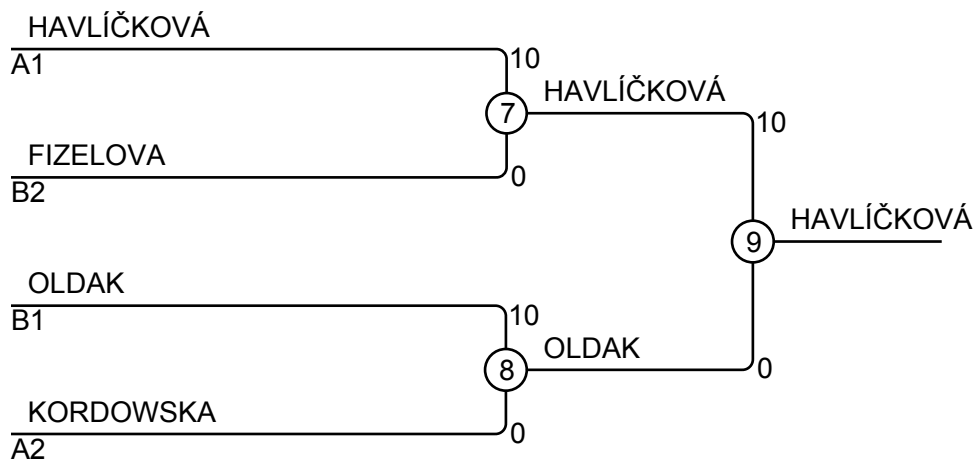 HAVLÍČKOVÁ
A1
10
7
HAVLÍČKOVÁ
10
FIZELOVA
B2
0
9
HAVLÍČKOVÁ
OLDAK
B1
10
8
OLDAK
0
KORDOWSKA
A2
0